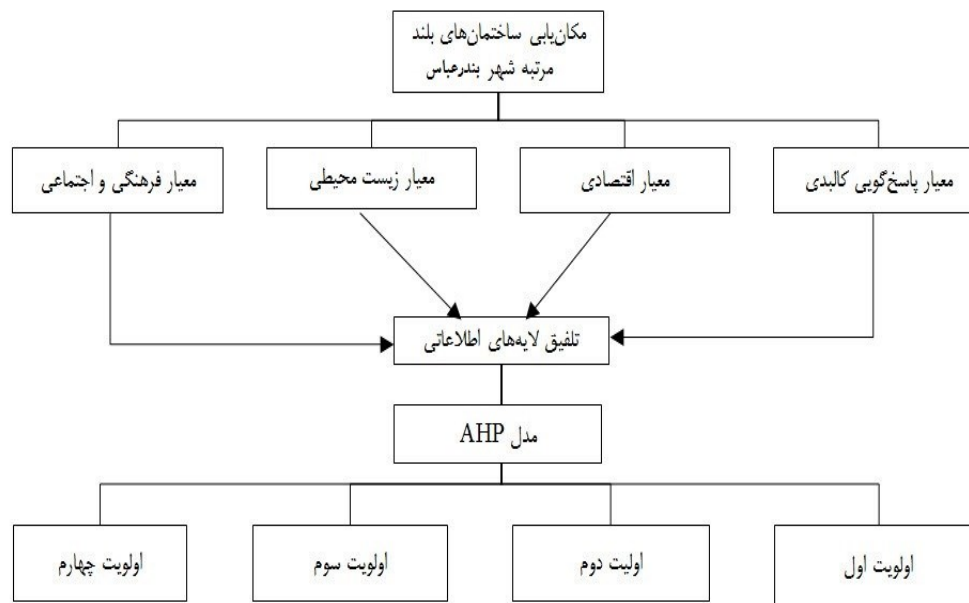 مکان‌یابی ساختمان‌های بلند
مرتبه شهر بندرعباس
معیار پاسخ‌گویی کالبدی
معیار اقتصادی
معیار زیست محیطی
معیار فرهنگی و اجتماعی
تلفیق لایه‌های اطلاعاتی
مدل AHP
اولویت اول
اولیت دوم
اولویت سوم
اولویت چهارم